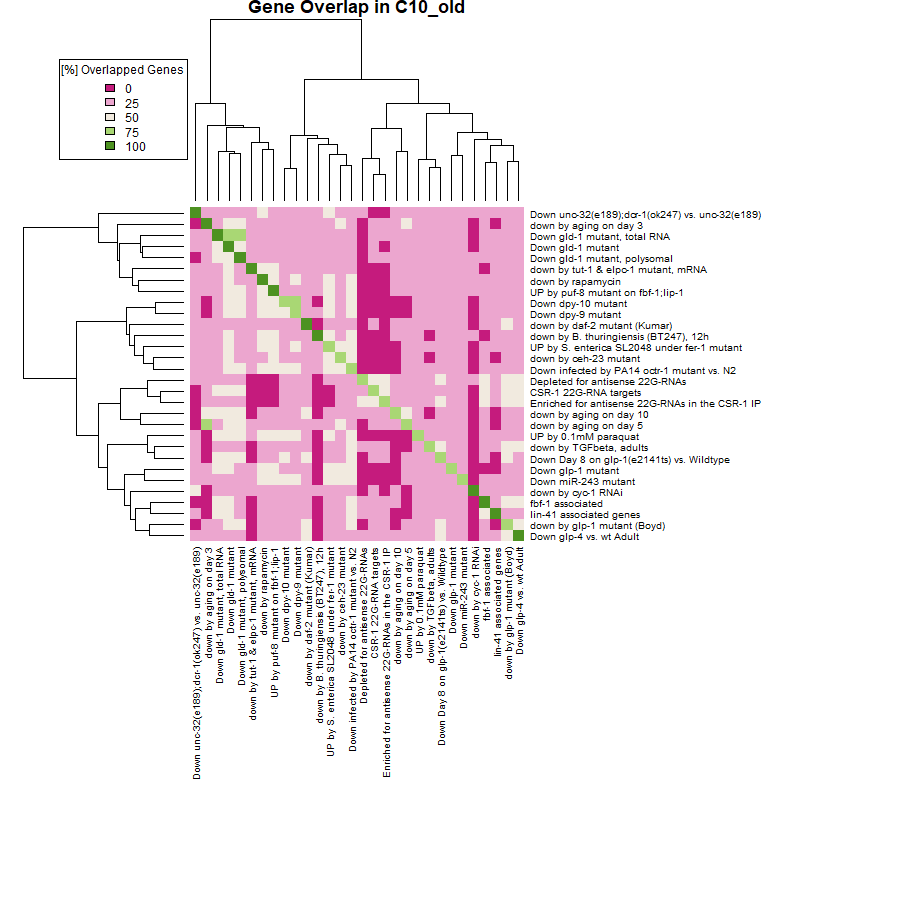 Gene Overlap in C10_old
[%] Overlapped Genes
0
25
50
75
100
Down unc-32(e189);dcr-1(ok247) vs. unc-32(e189)
down by aging on day 3
Down gld-1 mutant, total RNA
Down gld-1 mutant
Down gld-1 mutant, polysomal
down by tut-1 & elpc-1 mutant, mRNA
down by rapamycin
UP by puf-8 mutant on fbf-1;lip-1
Down dpy-10 mutant
Down dpy-9 mutant
down by daf-2 mutant (Kumar)
down by B. thuringiensis (BT247), 12h
UP by S. enterica SL2048 under fer-1 mutant
down by ceh-23 mutant
Down infected by PA14 octr-1 mutant vs. N2
Depleted for antisense 22G-RNAs
CSR-1 22G-RNA targets
Enriched for antisense 22G-RNAs in the CSR-1 IP
down by aging on day 10
down by aging on day 5
UP by 0.1mM paraquat
down by TGFbeta, adults
Down Day 8 on glp-1(e2141ts) vs. Wildtype
Down glp-1 mutant
Down miR-243 mutant
down by cyc-1 RNAi
fbf-1 associated
lin-41 associated genes
down by glp-1 mutant (Boyd)
Down glp-4 vs. wt Adult
Down unc-32(e189);dcr-1(ok247) vs. unc-32(e189)
down by aging on day 3
Down gld-1 mutant, total RNA
Down gld-1 mutant
Down gld-1 mutant, polysomal
down by tut-1 & elpc-1 mutant, mRNA
down by rapamycin
UP by puf-8 mutant on fbf-1;lip-1
Down dpy-10 mutant
Down dpy-9 mutant
down by daf-2 mutant (Kumar)
down by B. thuringiensis (BT247), 12h
UP by S. enterica SL2048 under fer-1 mutant
down by ceh-23 mutant
Down infected by PA14 octr-1 mutant vs. N2
Depleted for antisense 22G-RNAs
CSR-1 22G-RNA targets
Enriched for antisense 22G-RNAs in the CSR-1 IP
down by aging on day 10
down by aging on day 5
UP by 0.1mM paraquat
down by TGFbeta, adults
Down Day 8 on glp-1(e2141ts) vs. Wildtype
Down glp-1 mutant
Down miR-243 mutant
down by cyc-1 RNAi
fbf-1 associated
lin-41 associated genes
down by glp-1 mutant (Boyd)
Down glp-4 vs. wt Adult